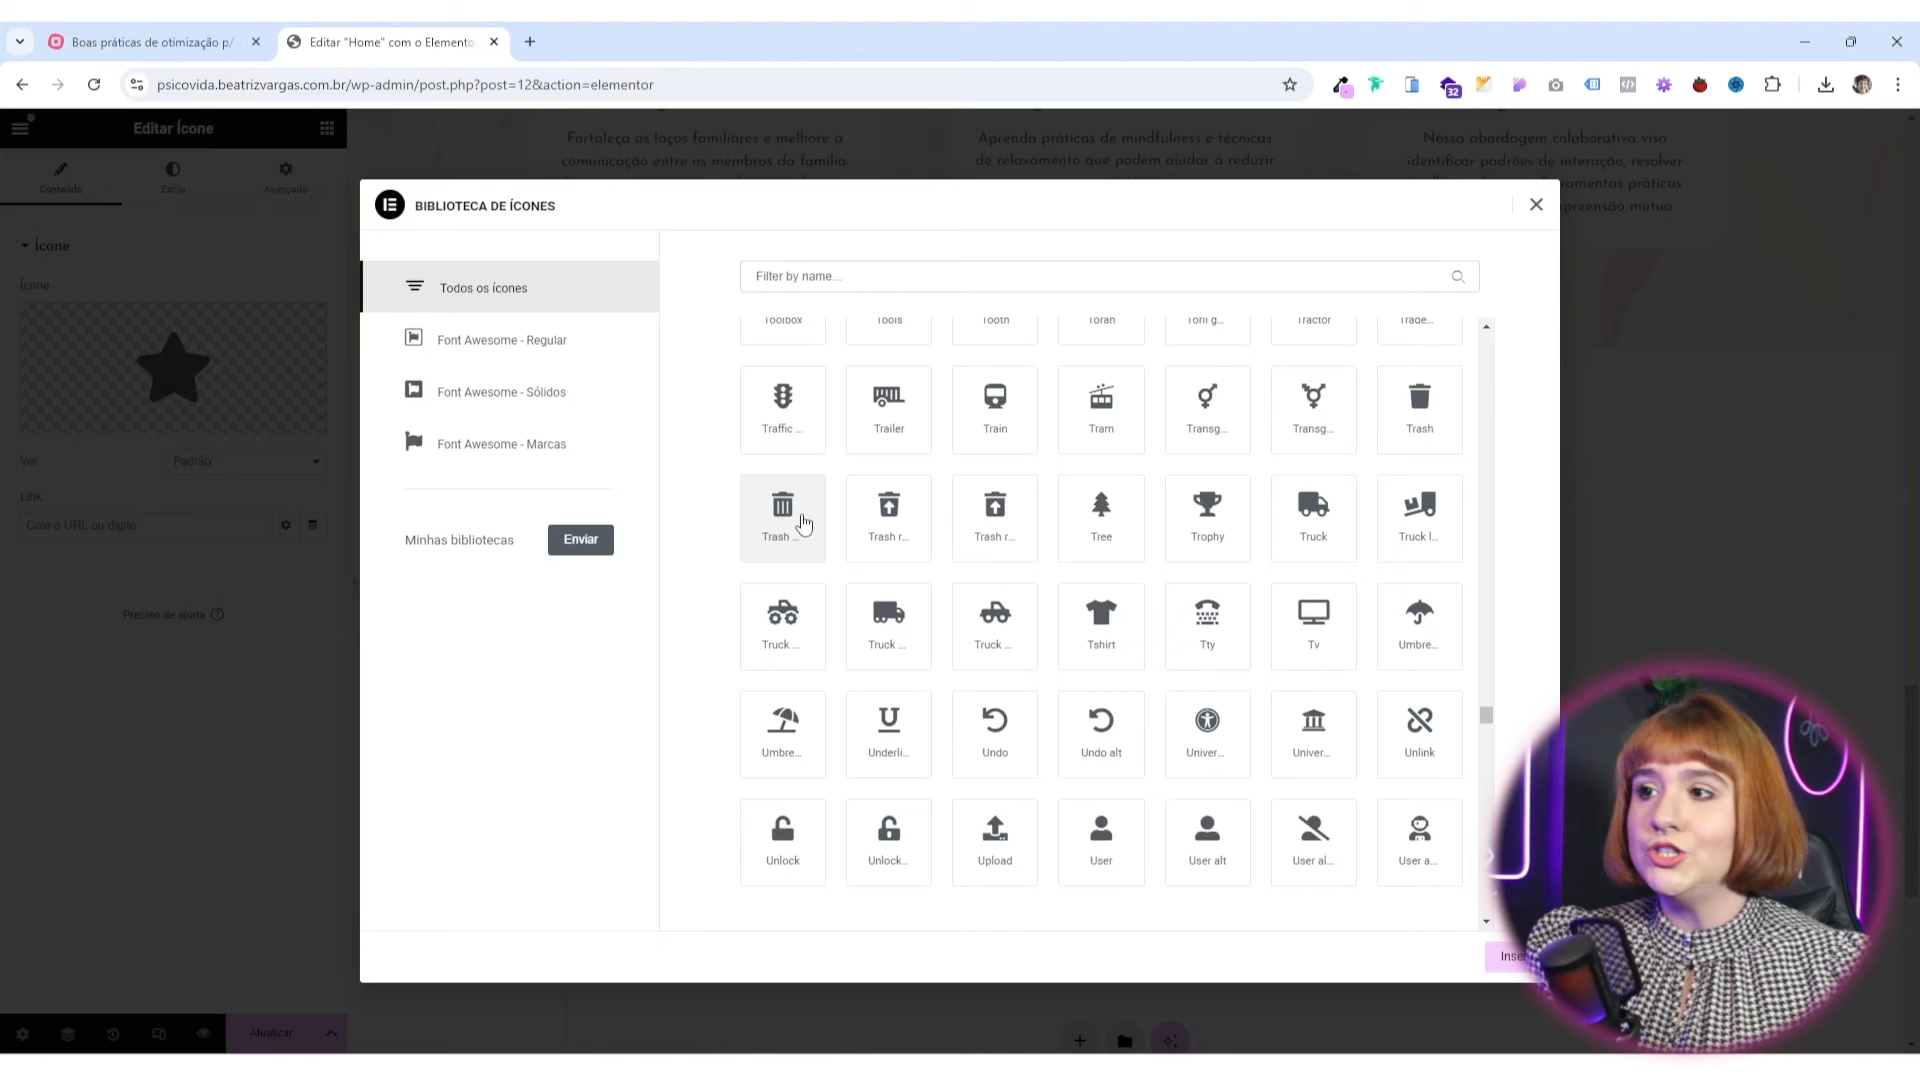 Boas práticas de otimização p/
Editar "Home" com o Elemento
psicovida.beatrizvargas.com.br/wp-admin/post.php?post=12&action=elementor
32
Editar Ícone
Conteúdo
Estilo
Avançado
Ícone
Ícone
Ver
Padrão
Link
Cole o URL ou digite
Preciso de ajuda
Atualizar
Fortaleça os laços familiares e melhore a
comunicação entre os membros da família.
Aprenda práticas de mindfulness e técnicas
de relaxamento que podem ajudar a reduzir
Nossa abordagem colaborativa visa
identificar padrões de interação, resolver
ramentas práticas
preensão mútua
BIBLIOTECA DE ÍCONES
Todos os ícones
Font Awesome - Regular
Font Awesome - Sólidos
Font Awesome - Marcas
Minhas bibliotecas
Enviar
Filter by name...
Toolbox
Tools
Tooth
Torah
Torii g...
Tractor
Trade...
Traffic ...
Trailer
Train
Tram
Transg...
Transg...
Trash
Trash ...
Trash r...
Trash r...
Tree
Trophy
Truck
Truck l...
Truck ...
Truck ...
Truck ...
Tshirt
Tty
Tv
Umbre...
Umbre...
Underli...
Undo
Undo alt
Univer...
Univer...
Unlink
Unlock
Unlock...
Upload
User
User alt
User al...
User a...
Inser